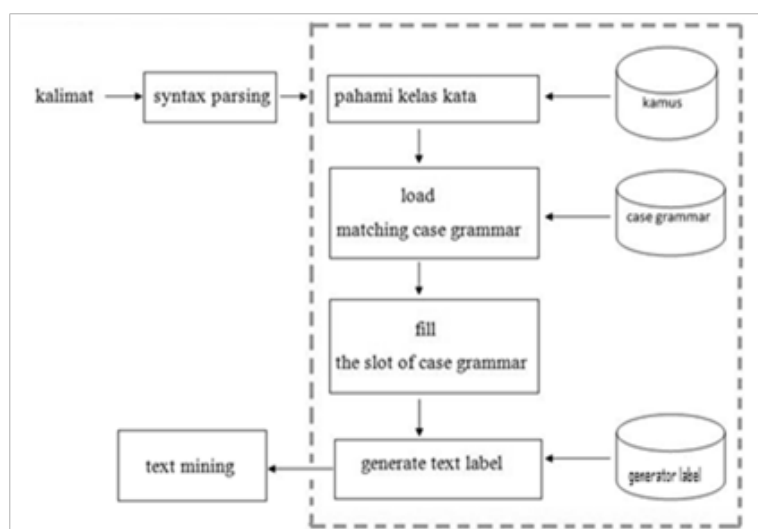 kalimat
syntax parsing
pahami kelas kata
kamus
load
matching case grammar
case grammar
fill
the slot of case grammar
text mining
generate text label
generator label